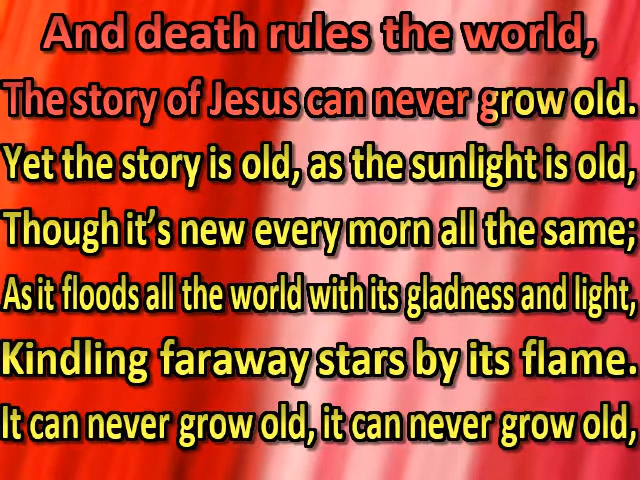 And death rules the world,
The story of Jesus can never grow old.
Yet the story is old, as the sunlight is old,
Though it's new every morn all the same;
As it floods all the world with its gladness and light,
Kindling faraway stars by its flame.
It can never grow old, it can never grow old,